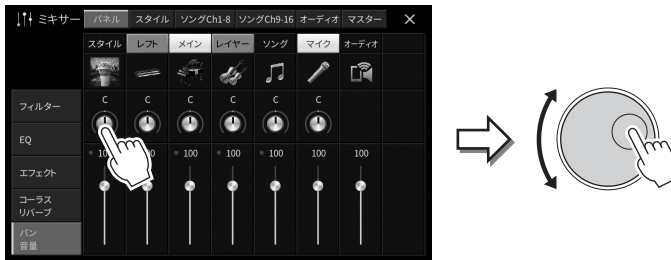 ミキサー パネル スタイル ソングCh1-8 ソングCh9-16 オーディオ マスター
スタイル レフト メイン レイヤー ソング マイク オーディオ
フィルター C C C C C C
EQ
エフェクト 100 100 100 100 100 100
コーラス
リバーブ
パン
音量